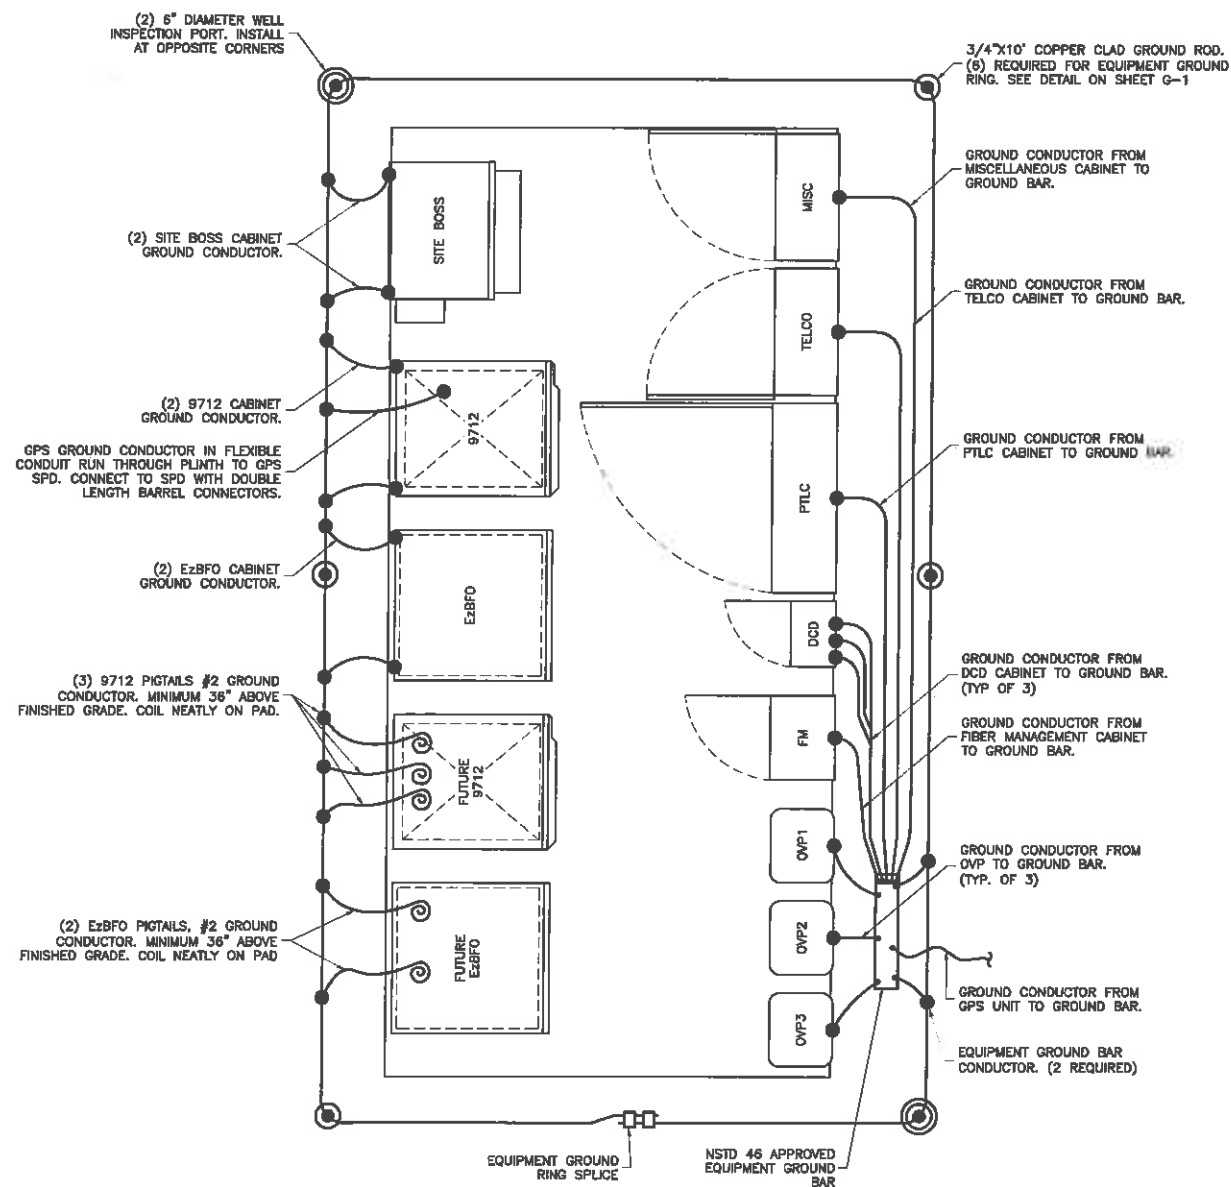 (2) 6" DIAMETER WELL
INSPECTION PORT. INSTALL
AT OPPOSITE CORNERS
3/4"X10' COPPER CLAD GROUND ROD.
(6) REQUIRED FOR EQUIPMENT GROUND
RING. SEE DETAIL ON SHEET G-1
GROUND CONDUCTOR FROM
MISCELLANEOUS CABINET TO
GROUND BAR.
MISC
SITE BOSS
(2) SITE BOSS CABINET
GROUND CONDUCTOR.
GROUND CONDUCTOR FROM
TELCO CABINET TO GROUND BAR.
TELCO
(2) 9712 CABINET
GROUND CONDUCTOR.
9712
GPS GROUND CONDUCTOR IN FLEXIBLE
CONDUIT RUN THROUGH PLINTH TO GPS
SPD. CONNECT TO SPD WITH DOUBLE
LENGTH BARREL CONNECTORS.
GROUND CONDUCTOR FROM
PTLC CABINET TO GROUND BAR.
PTLC
(2) EzBFO CABINET
GROUND CONDUCTOR.
EzBFO
DCD
(3) 9712 PIGTAILS #2 GROUND
CONDUCTOR. MINIMUM 36" ABOVE
FINISHED GRADE. COIL NEATLY ON PAD.
GROUND CONDUCTOR FROM
DCD CABINET TO GROUND BAR.
(TYP OF 3)
GROUND CONDUCTOR FROM
FIBER MANAGEMENT CABINET
TO GROUND BAR.
FM
FUTURE
9712
OVP1
GROUND CONDUCTOR FROM
OVP TO GROUND BAR.
(TYP. OF 3)
(2) EzBFO PIGTAILS, #2 GROUND
CONDUCTOR. MINIMUM 36" ABOVE
FINISHED GRADE. COIL NEATLY ON PAD
FUTURE
EzBFO
OVP2
GROUND CONDUCTOR FROM
GPS UNIT TO GROUND BAR.
OVP3
EQUIPMENT GROUND BAR
CONDUCTOR. (2 REQUIRED)
EQUIPMENT GROUND
RING SPLICE
NSTD 46 APPROVED
EQUIPMENT GROUND
BAR